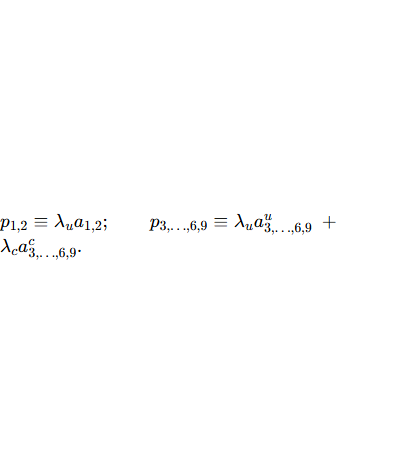 p_{1,2} ≡ λ_u a_{1,2};  p_{3,…,6,9} ≡ λ_u a^u_{3,…,6,9} +
λ_c a^c_{3,…,6,9}.